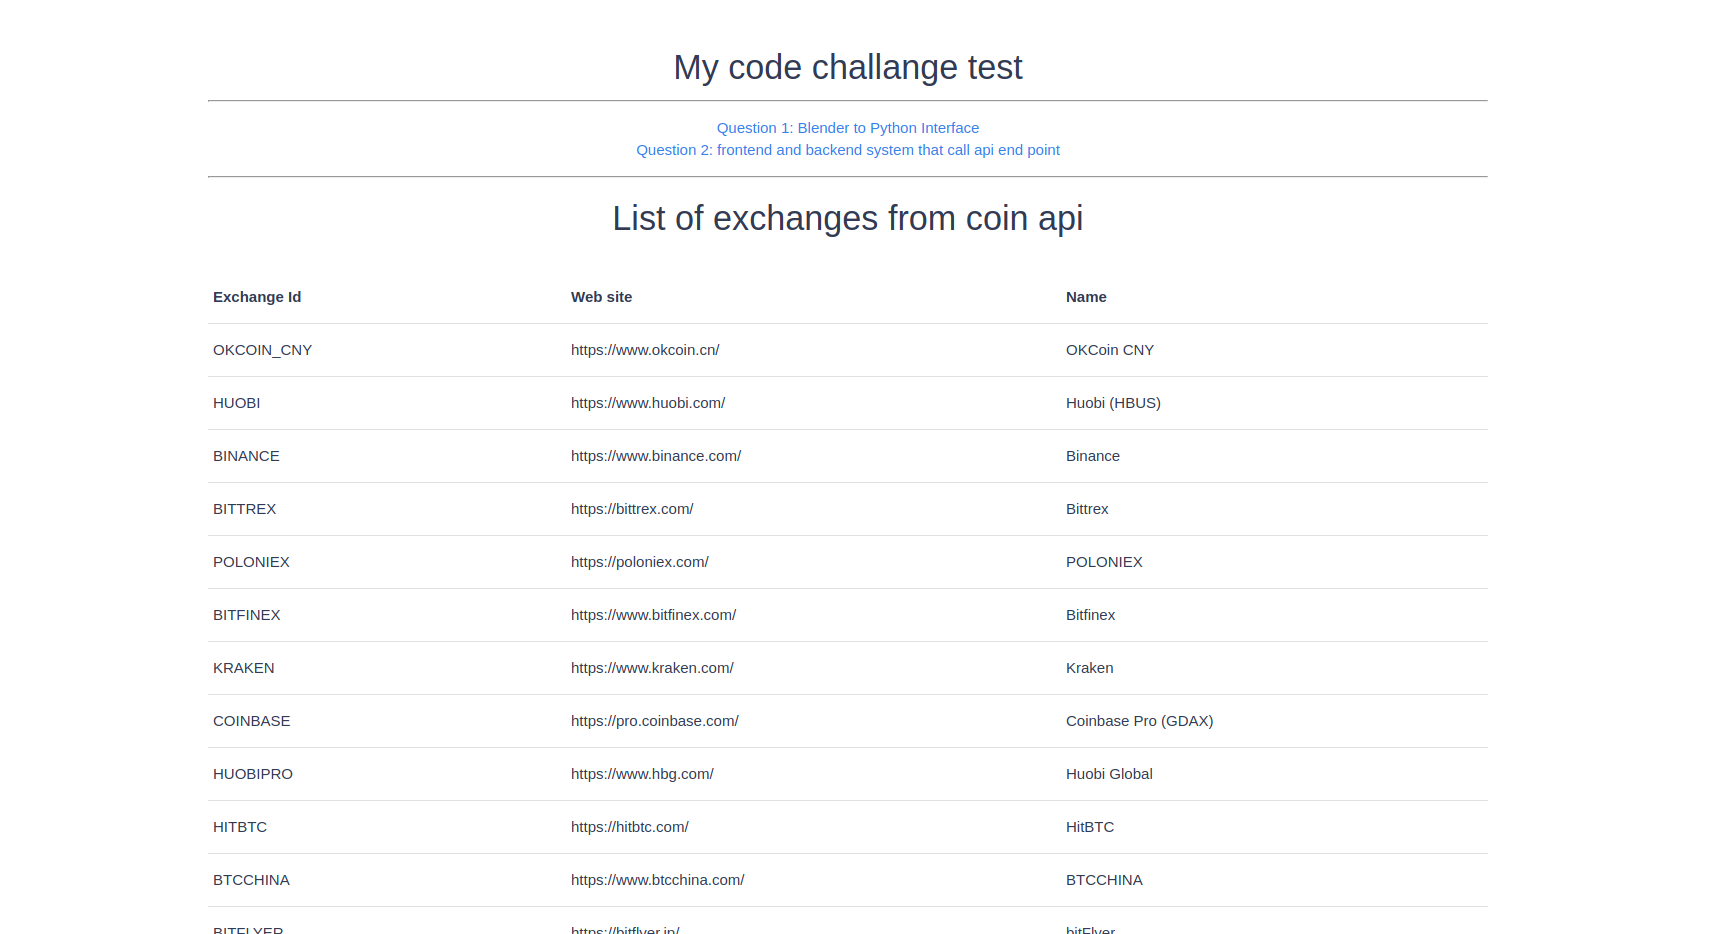 My code challange test
Question 1: Blender to Python Interface
Question 2: frontend and backend system that call api end point
List of exchanges from coin api
Exchange Id Web site Name
OKCOIN_CNY https://www.okcoin.cn/ OKCoin CNY
HUOBI https://www.huobi.com/ Huobi (HBUS)
BINANCE https://www.binance.com/ Binance
BITTREX https://bittrex.com/ Bittrex
POLONIEX https://poloniex.com/ POLONIEX
BITFINEX https://www.bitfinex.com/ Bitfinex
KRAKEN https://www.kraken.com/ Kraken
COINBASE https://pro.coinbase.com/ Coinbase Pro (GDAX)
HUOBIPRO https://www.hbg.com/ Huobi Global
HITBTC https://hitbtc.com/ HitBTC
BTCCHINA https://www.btcchina.com/ BTCCHINA
BITFLYER https://bitflyer.jp/ bitFlyer